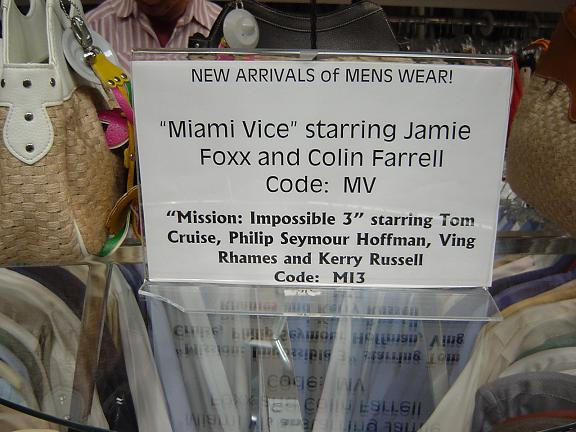 NEW ARRIVALS of MENS WEAR!
"Miami Vice" starring Jamie
Foxx and Colin Farrell
Code: MV
"Mission: Impossible 3" starring Tom
Cruise, Philip Seymour Hoffman, Ving
Rhames and Kerry Russell
Code: MI3